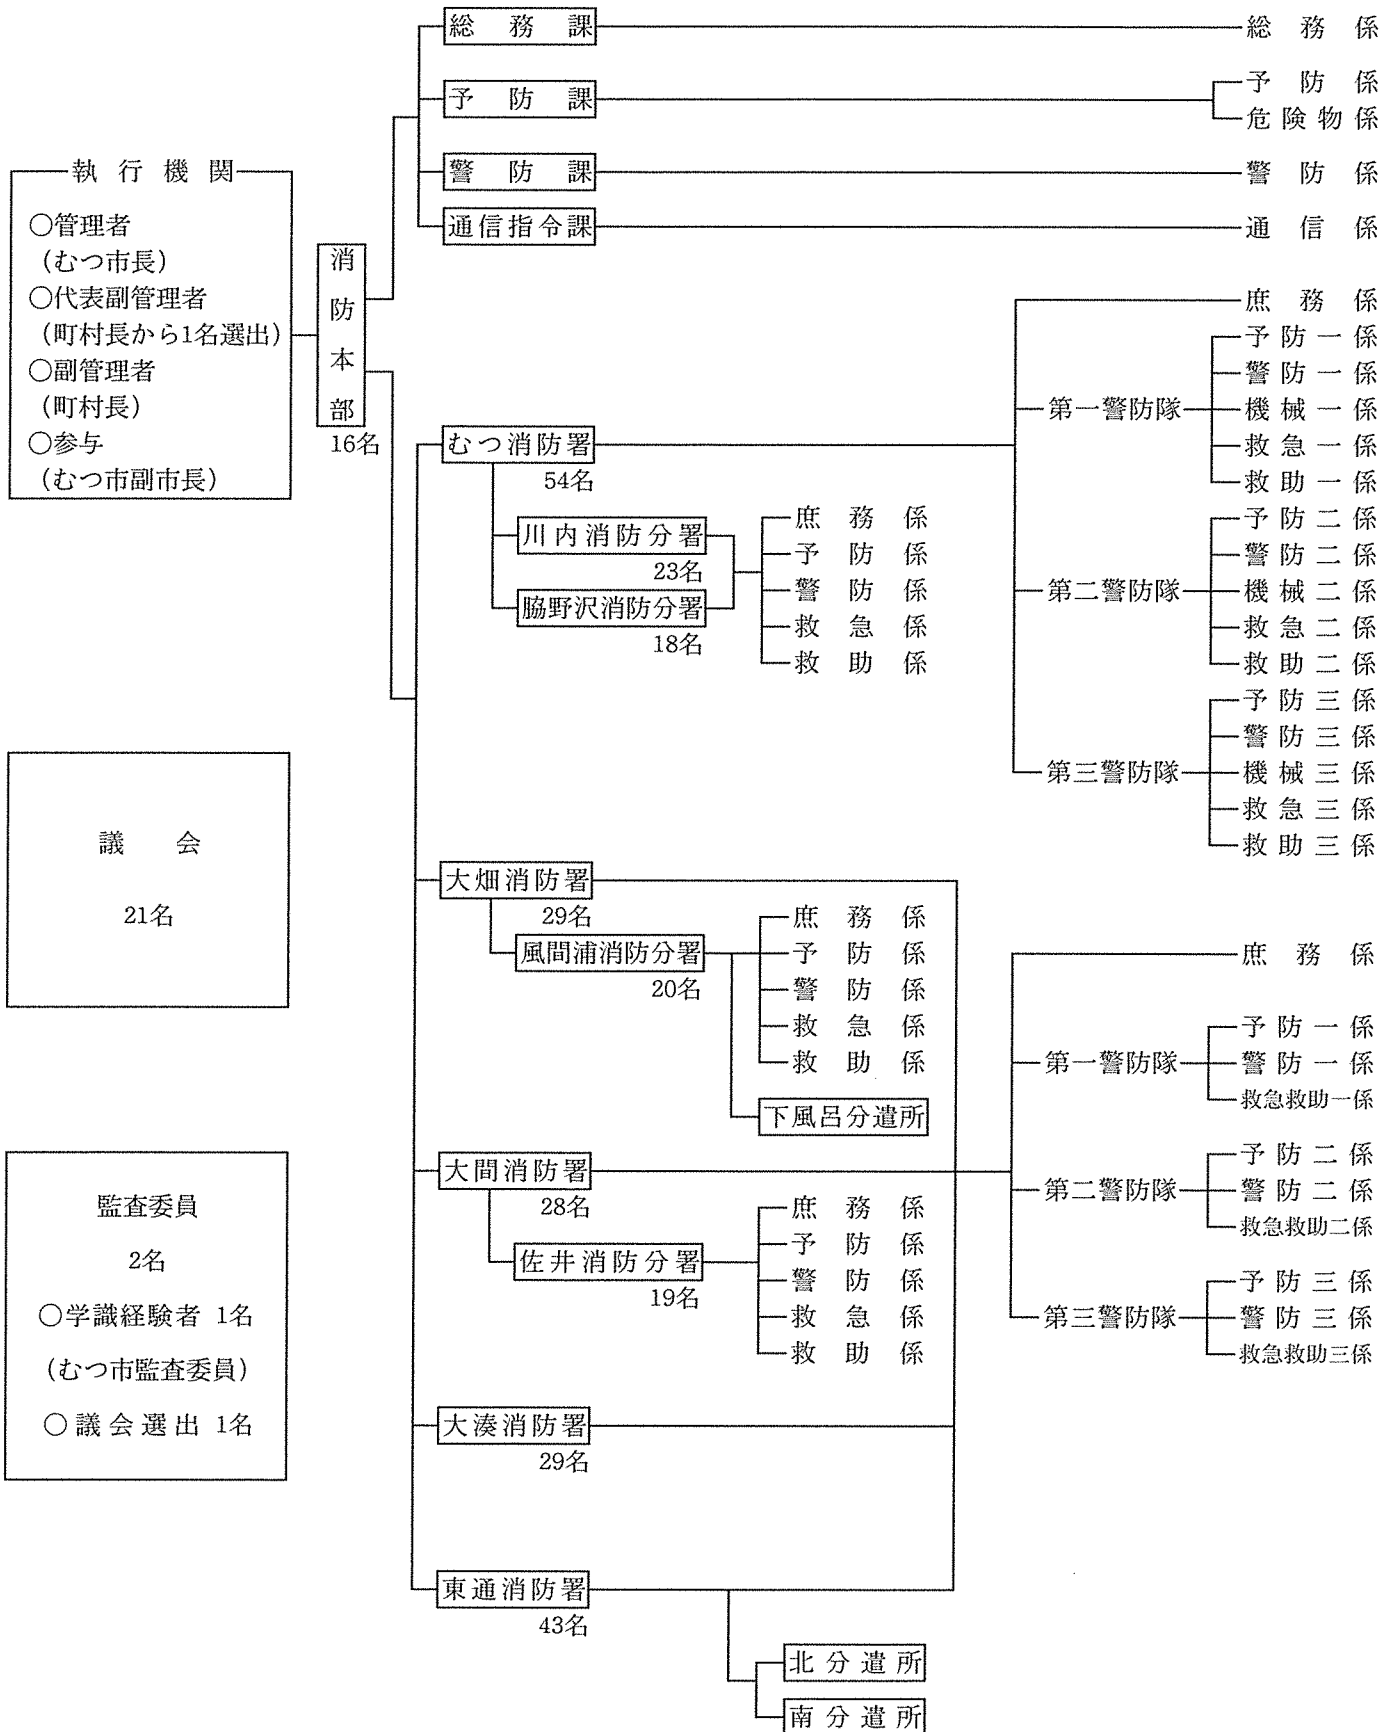 総務課
総務係
予防課
予防係
危険物係
警防課
警防係
通信指令課
通信係
執行機関
○管理者
(むつ市長)
○代表副管理者
(町村長から1名選出)
○副管理者
(町村長)
○参与
(むつ市副市長)
消防本部
16名
むつ消防署
54名
川内消防分署
23名
脇野沢消防分署
18名
庶務係
予防係
警防係
救急係
救助係
庶務係
第一警防隊
予防一係
警防一係
機械一係
救急一係
救助一係
第二警防隊
予防二係
警防二係
機械二係
救急二係
救助二係
第三警防隊
予防三係
警防三係
機械三係
救急三係
救助三係
議会
21名
大畑消防署
29名
風間浦消防分署
20名
庶務係
予防係
警防係
救急係
救助係
下風呂分遣所
大間消防署
28名
佐井消防分署
19名
庶務係
予防係
警防係
救急係
救助係
庶務係
第一警防隊
予防一係
警防一係
救急救助一係
第二警防隊
予防二係
警防二係
救急救助二係
第三警防隊
予防三係
警防三係
救急救助三係
監査委員
2名
○学識経験者 1名
(むつ市監査委員)
○議会選出 1名
大湊消防署
29名
東通消防署
43名
北分遣所
南分遣所